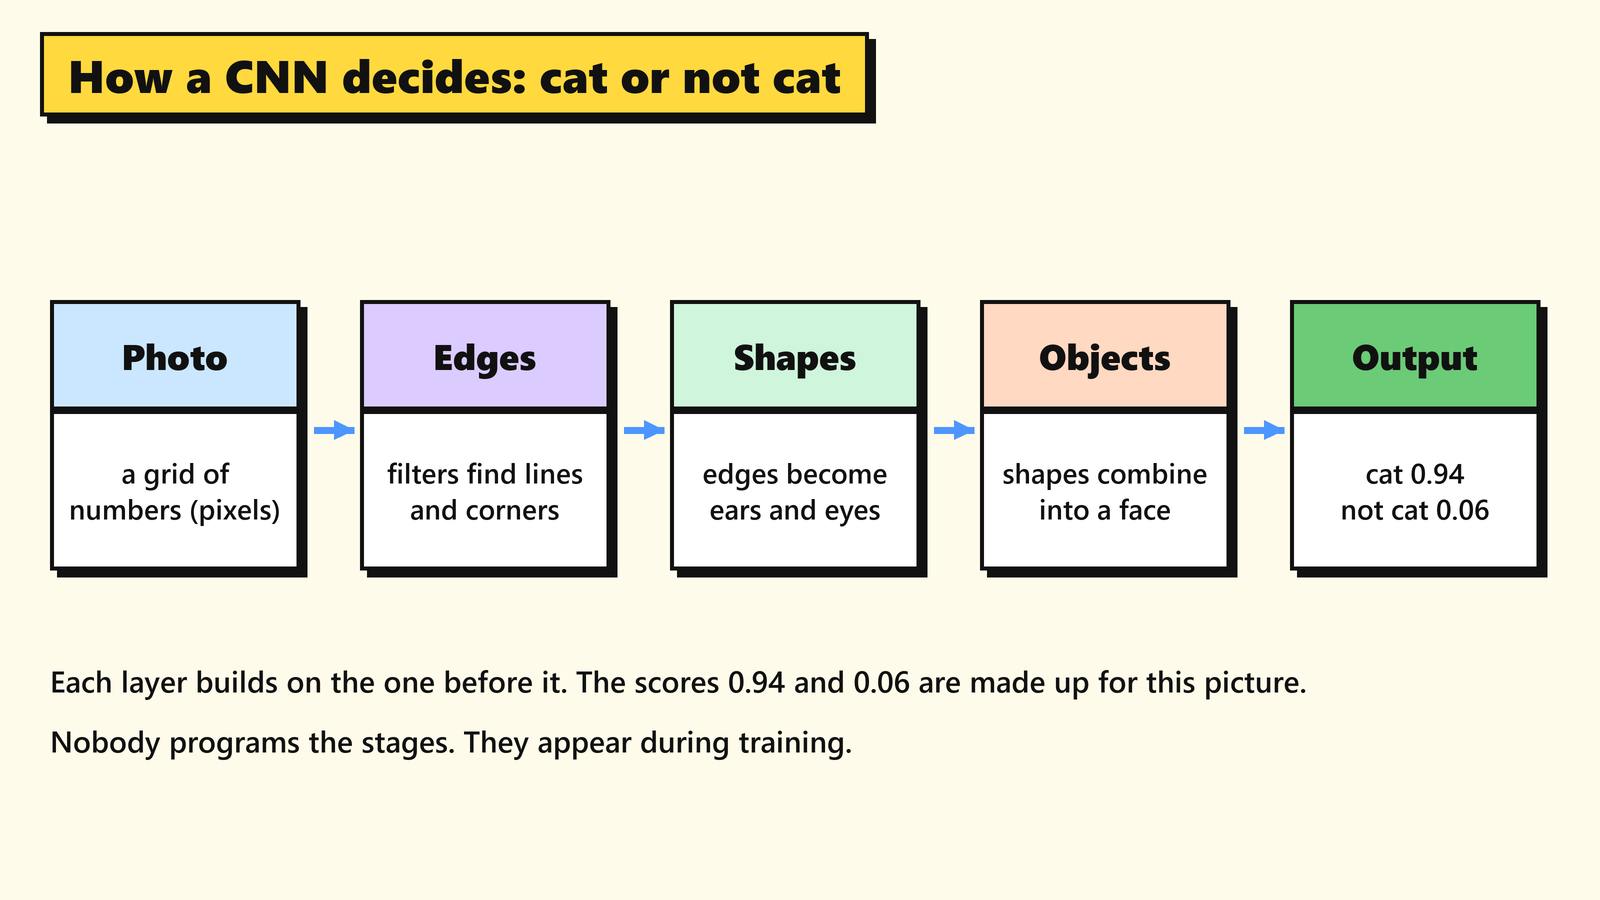 How a CNN decides: cat or not cat
Photo
a grid of
numbers (pixels)
Edges
filters find lines
and corners
Shapes
edges become
ears and eyes
Objects
shapes combine
into a face
Output
cat 0.94
not cat 0.06
Each layer builds on the one before it. The scores 0.94 and 0.06 are made up for this picture.
Nobody programs the stages. They appear during training.